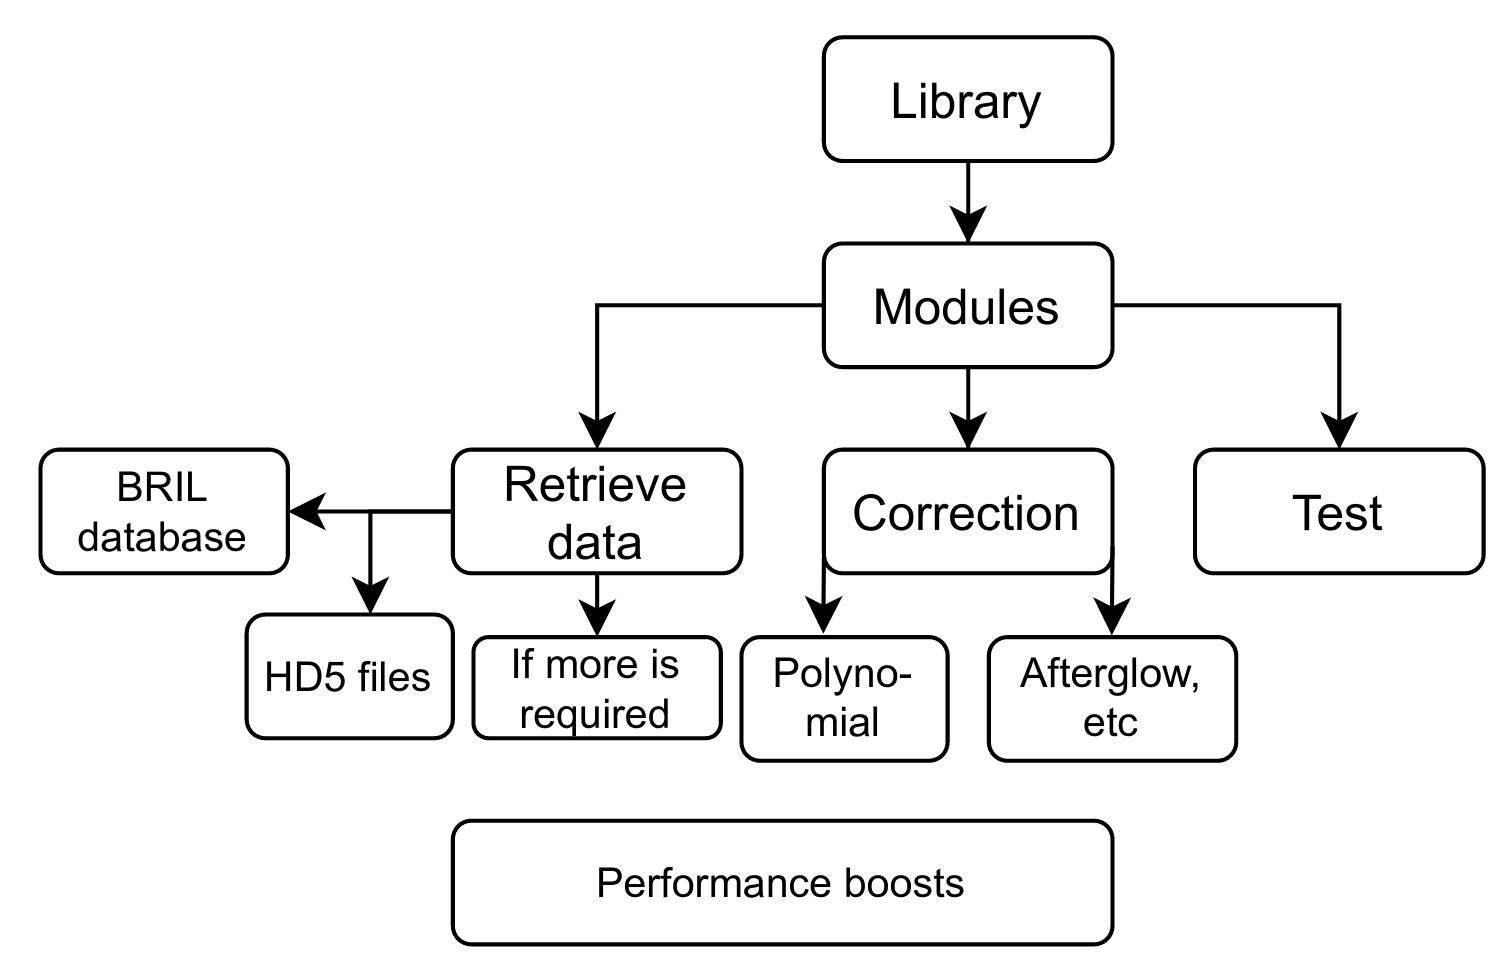 Library
Modules
BRIL
database
Retrieve
data
Correction
Test
HD5 files
If more is
required
Polyno-
mial
Afterglow,
etc
Performance boosts